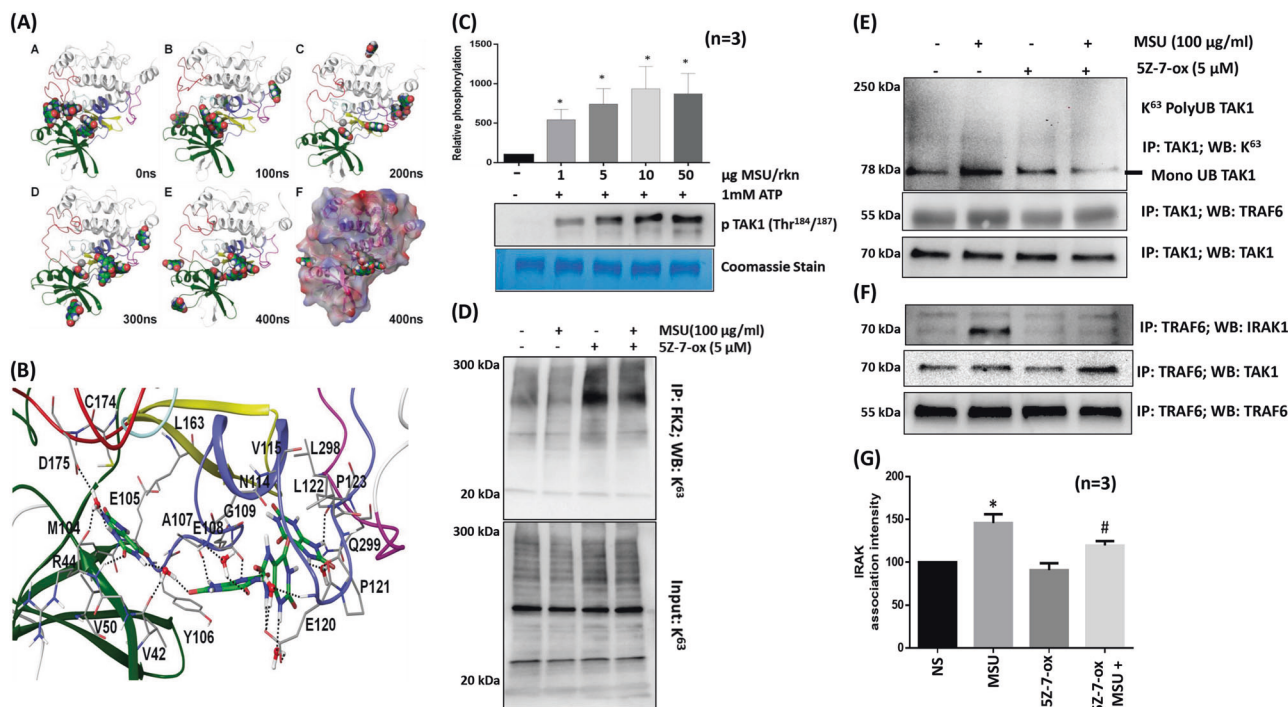 (A)
A
B
C
0ns
100ns
200ns
D
E
F
300ns
400ns
400ns
(B)
C174
L163
D175
V115
L298
E105
N114
L122
P123
G109
M104
A107
E108
Q299
R44
P121
V50
Y106
E120
V42
(C)
(n=3)
Relative phosphorylation
1500
1000
500
0
*
*
*
*
- 1 5 10 50 µg MSU/rkn
- + + + + 1mM ATP
p TAK1 (Thr184/187)
Coomassie Stain
(D)
- + - + MSU(100 µg/ml)
- - + + 5Z-7-ox (5 µM)
300 kDa
20 kDa
IP: FK2; WB: K63
300 kDa
20 kDa
Input: K63
(E)
- + - + MSU (100 µg/ml)
- - + + 5Z-7-ox (5 µM)
250 kDa
K63 PolyUB TAK1
IP: TAK1; WB: K63
78 kDa
Mono UB TAK1
55 kDa
IP: TAK1; WB: TRAF6
70 kDa
IP: TAK1; WB: TAK1
(F)
70 kDa
IP: TRAF6; WB: IRAK1
70 kDa
IP: TRAF6; WB: TAK1
55 kDa
IP: TRAF6; WB: TRAF6
(G)
(n=3)
IRAK
association intensity
200
150
100
50
0
*
#
NS
MSU
5Z-7-ox
5Z-7-ox
MSU +